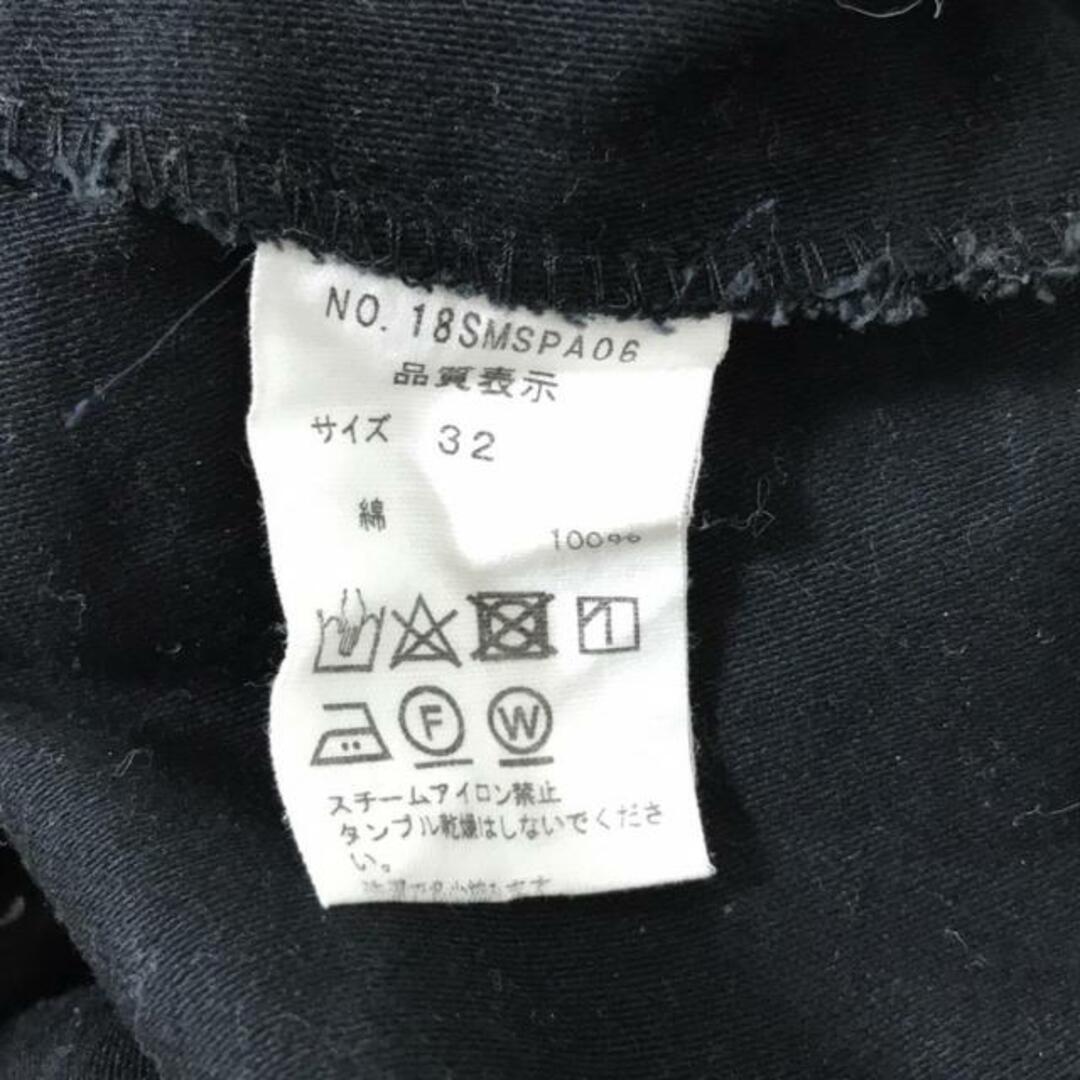 NO. 18SMSPA06
品質表示
サイズ 32
綿 100%
F W
スチームアイロン禁止
タンブル乾燥はしないでくださ
い。